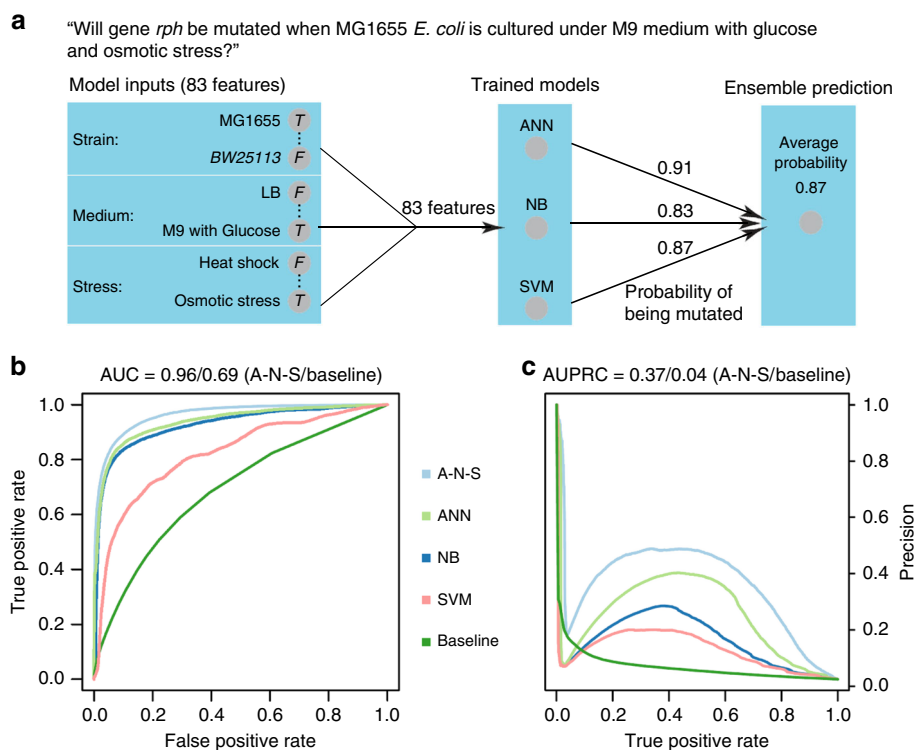 a
“Will gene rph be mutated when MG1655 E. coli is cultured under M9 medium with glucose
and osmotic stress?”
Model inputs (83 features)
Trained models
Ensemble prediction
Strain:
MG1655 T
BW25113 F
Medium:
LB F
M9 with Glucose T
Stress:
Heat shock F
Osmotic stress T
83 features
ANN
NB
SVM
0.91
0.83
0.87
Probability of
being mutated
Average
probability
0.87
b
AUC = 0.96/0.69 (A-N-S/baseline)
True positive rate
1.0
0.8
0.6
0.4
0.2
0.0
0.0 0.2 0.4 0.6 0.8 1.0
False positive rate
A-N-S
ANN
NB
SVM
Baseline
c
AUPRC = 0.37/0.04 (A-N-S/baseline)
1.0
0.8
0.6
0.4
0.2
0.0
Precision
0.0 0.2 0.4 0.6 0.8 1.0
True positive rate